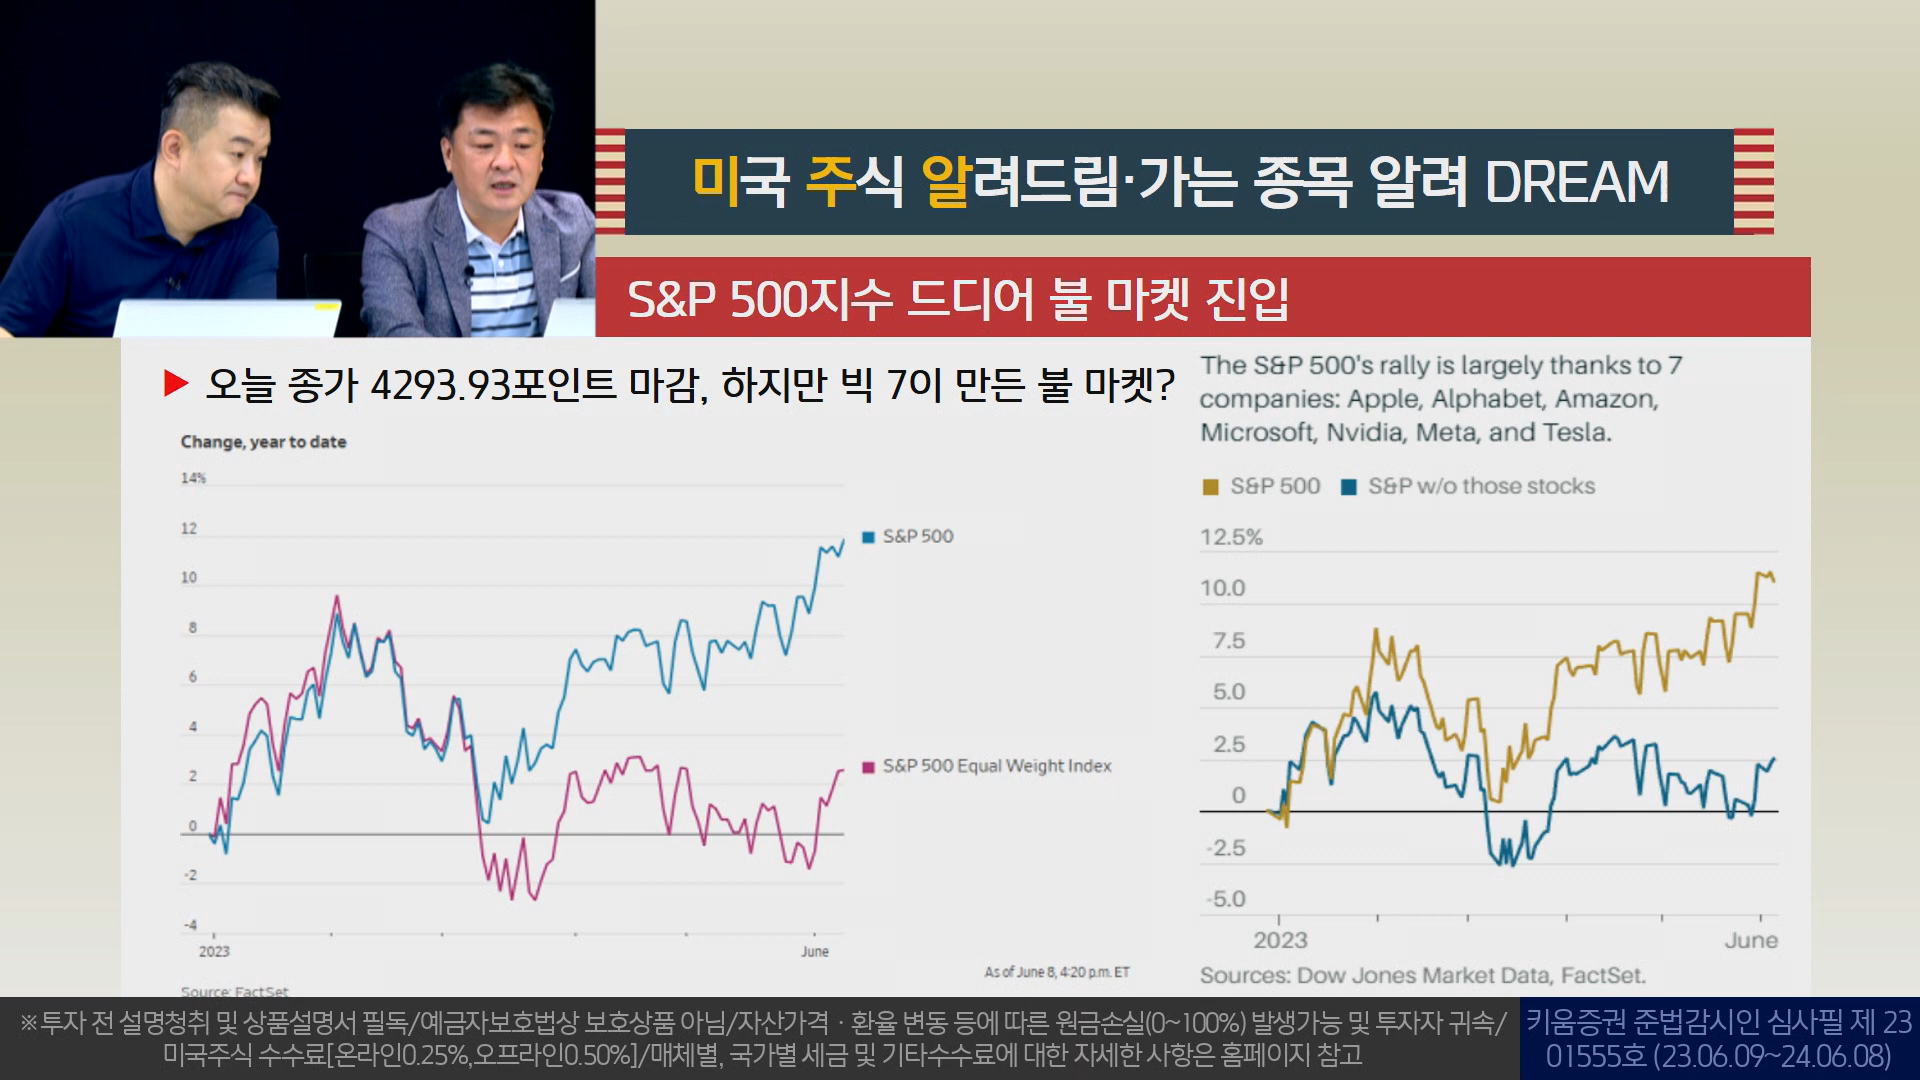 미국 주식 알려드림·가는 종목 알려 DREAM
S&P 500지수 드디어 불 마켓 진입
▶ 오늘 종가 4293.93포인트 마감, 하지만 빅 7이 만든 불 마켓?
Change, year to date
14%
12
10
8
6
4
2
0
-2
-4
2023
June
S&P 500
S&P 500 Equal Weight Index
As of June 8, 4:20 p.m. ET
Source: FactSet
The S&P 500's rally is largely thanks to 7
companies: Apple, Alphabet, Amazon,
Microsoft, Nvidia, Meta, and Tesla.
S&P 500 S&P w/o those stocks
12.5%
10.0
7.5
5.0
2.5
0
-2.5
-5.0
2023
June
Sources: Dow Jones Market Data, FactSet.
※투자 전 설명청취 및 상품설명서 필독/예금자보호법상 보호상품 아님/자산가격 · 환율 변동 등에 따른 원금손실(0~100%) 발생가능 및 투자자 귀속/
미국주식 수수료[온라인0.25%,오프라인0.50%]/매체별, 국가별 세금 및 기타수수료에 대한 자세한 사항은 홈페이지 참고
키움증권 준법감시인 심사필 제 23
01555호 (23.06.09~24.06.08)